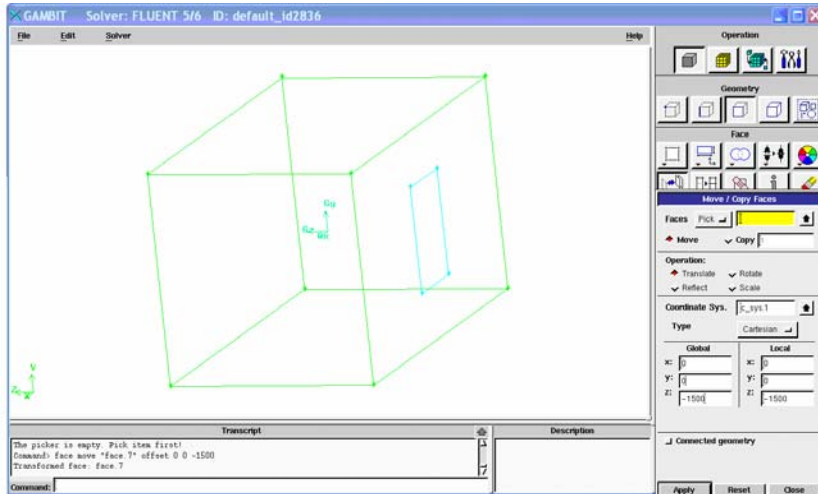 GAMBIT Solver: FLUENT 5/6 ID: default_id2836
File Edit Solver Help
Operation
Geometry
Face
Move / Copy Faces
Faces Pick
Move Copy
Operation:
Translate Rotate
Reflect Scale
Coordinate Sys. c_sys.1
Type Cartesian
Global Local
x: 0 x: 0
y: 0 y: 0
z: -1500 z: -1500
Connected geometry
Apply Reset Close
Transcript Description
The picker is empty. Pick item first!
Command> face move "face.7" offset 0 0 -1500
Transformed face: face.7
Command: